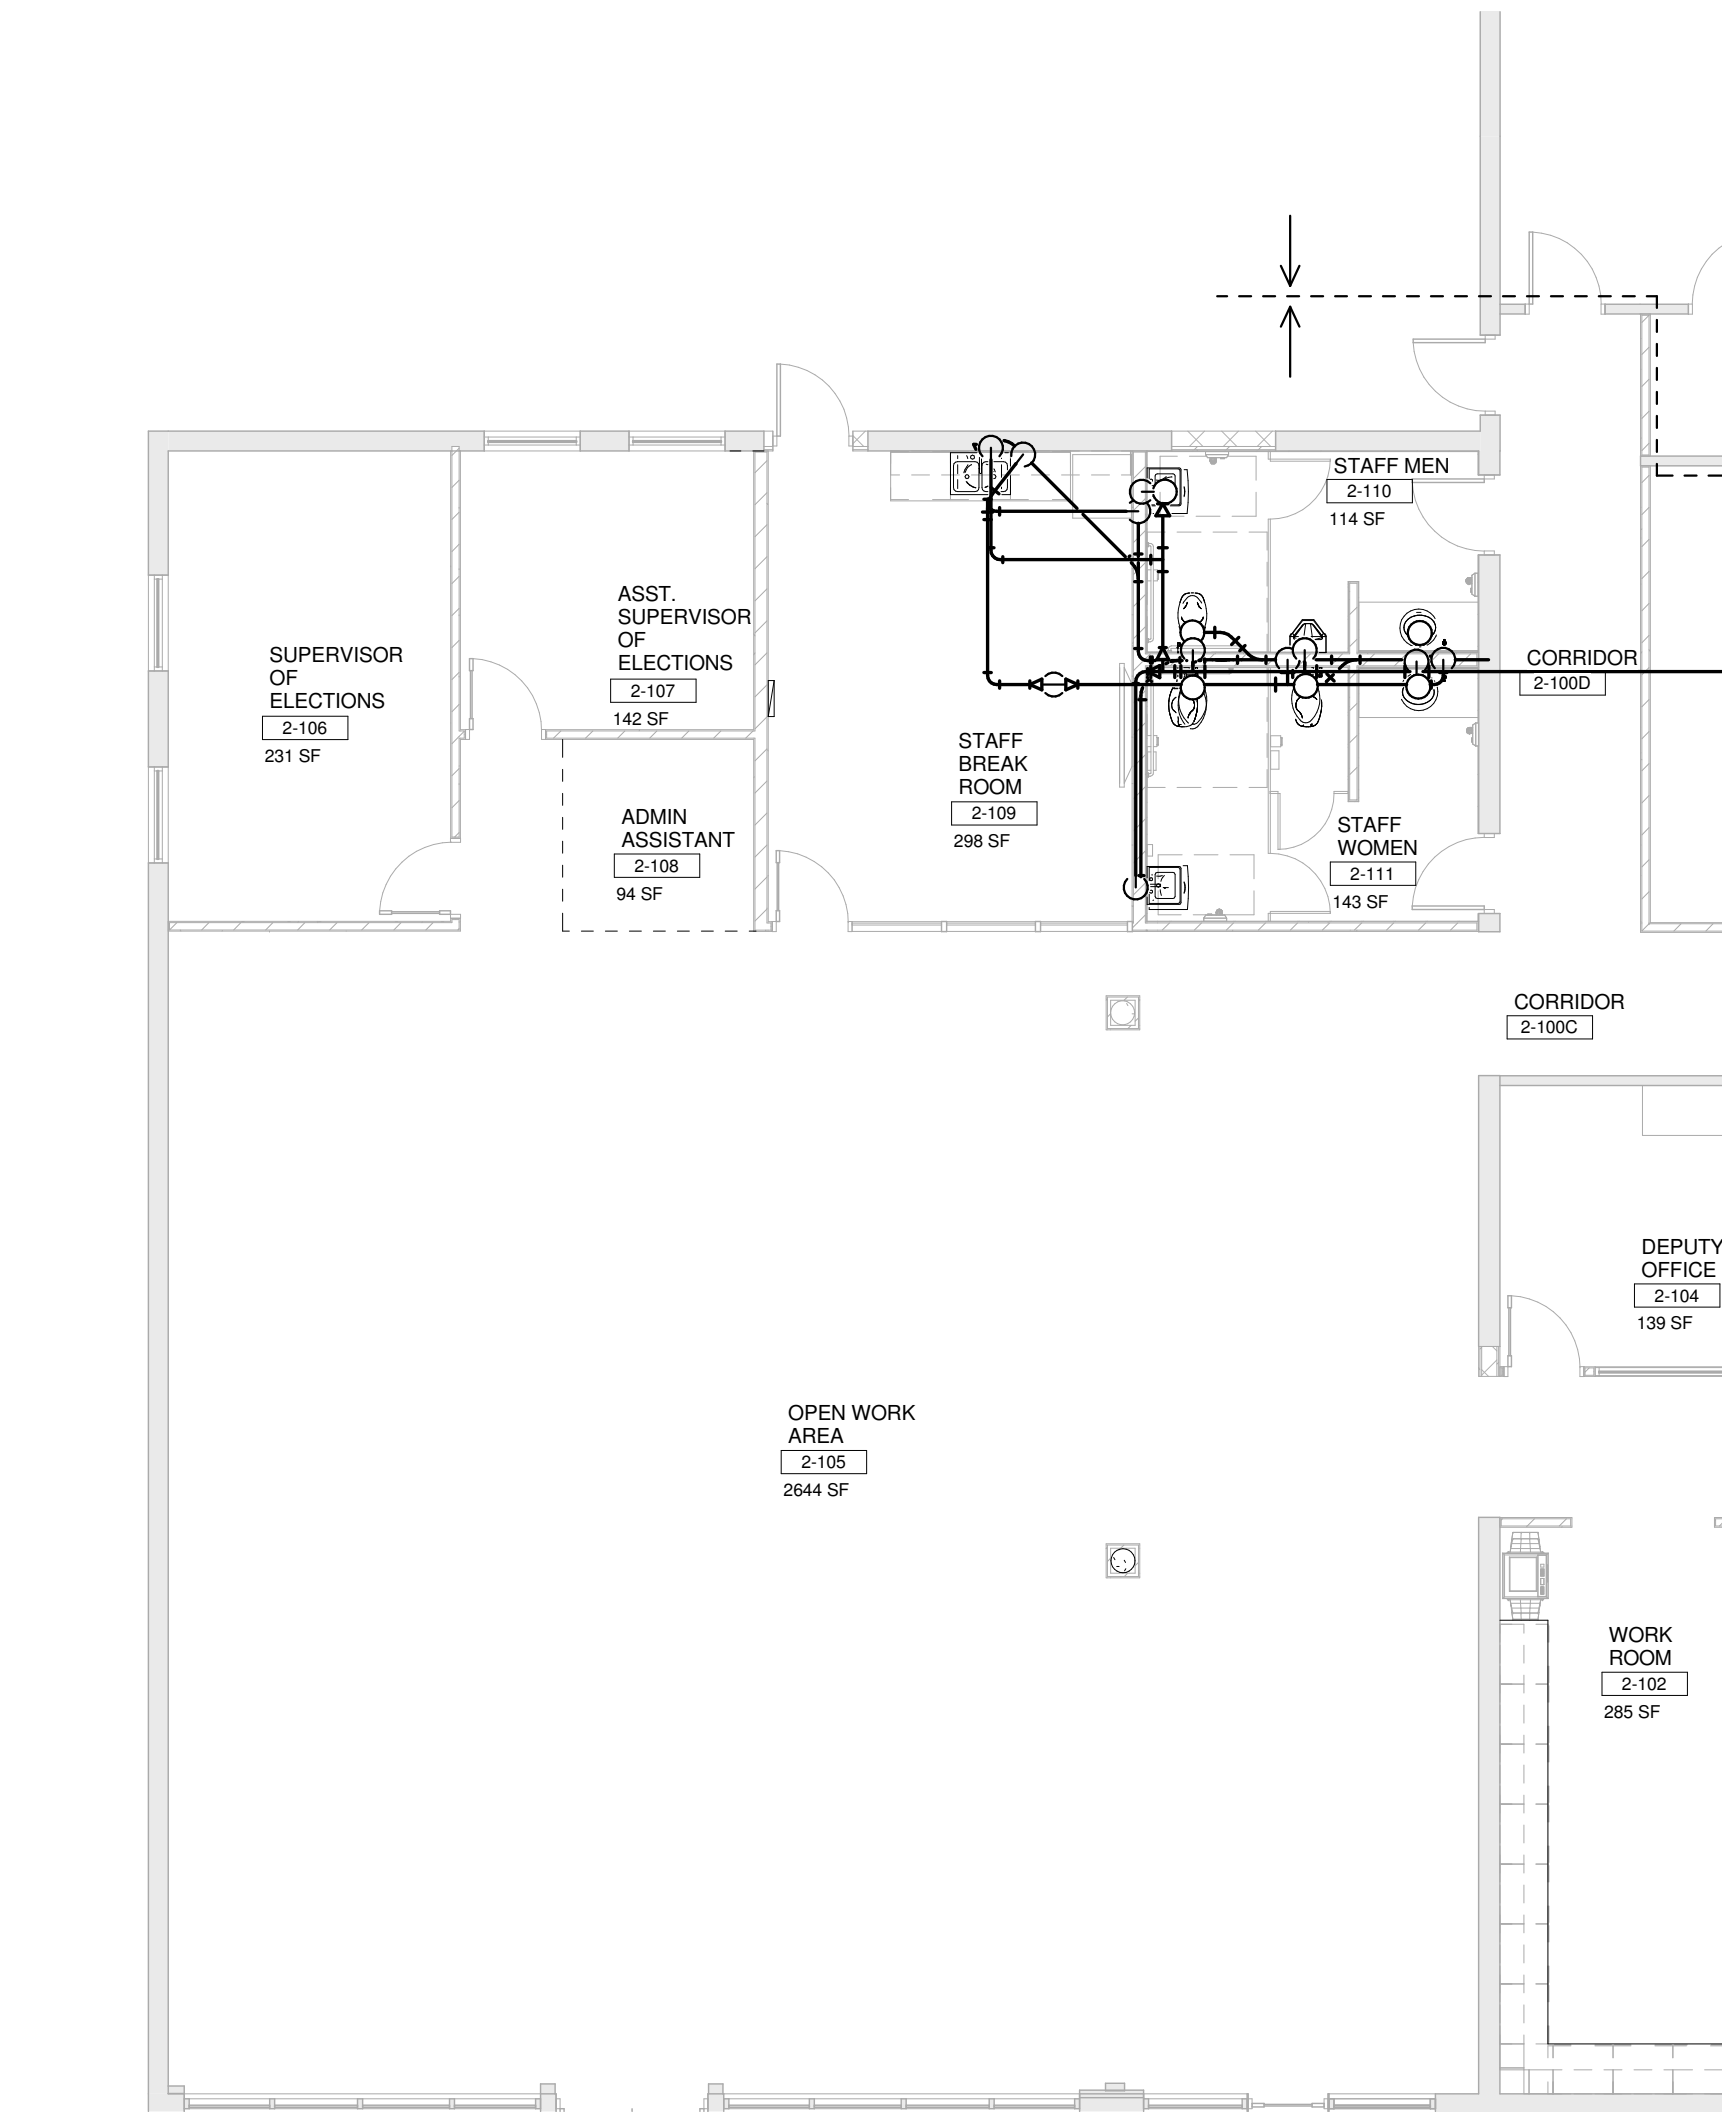 STAFF MEN
2-110
114 SF
ASST.
SUPERVISOR
OF
ELECTIONS
2-107
142 SF
SUPERVISOR
OF
ELECTIONS
2-106
231 SF
CORRIDOR
2-100D
STAFF
BREAK
ROOM
2-109
298 SF
ADMIN
ASSISTANT
2-108
94 SF
STAFF
WOMEN
2-111
143 SF
CORRIDOR
2-100C
DEPUTY
OFFICE
2-104
139 SF
OPEN WORK
AREA
2-105
2644 SF
WORK
ROOM
2-102
285 SF